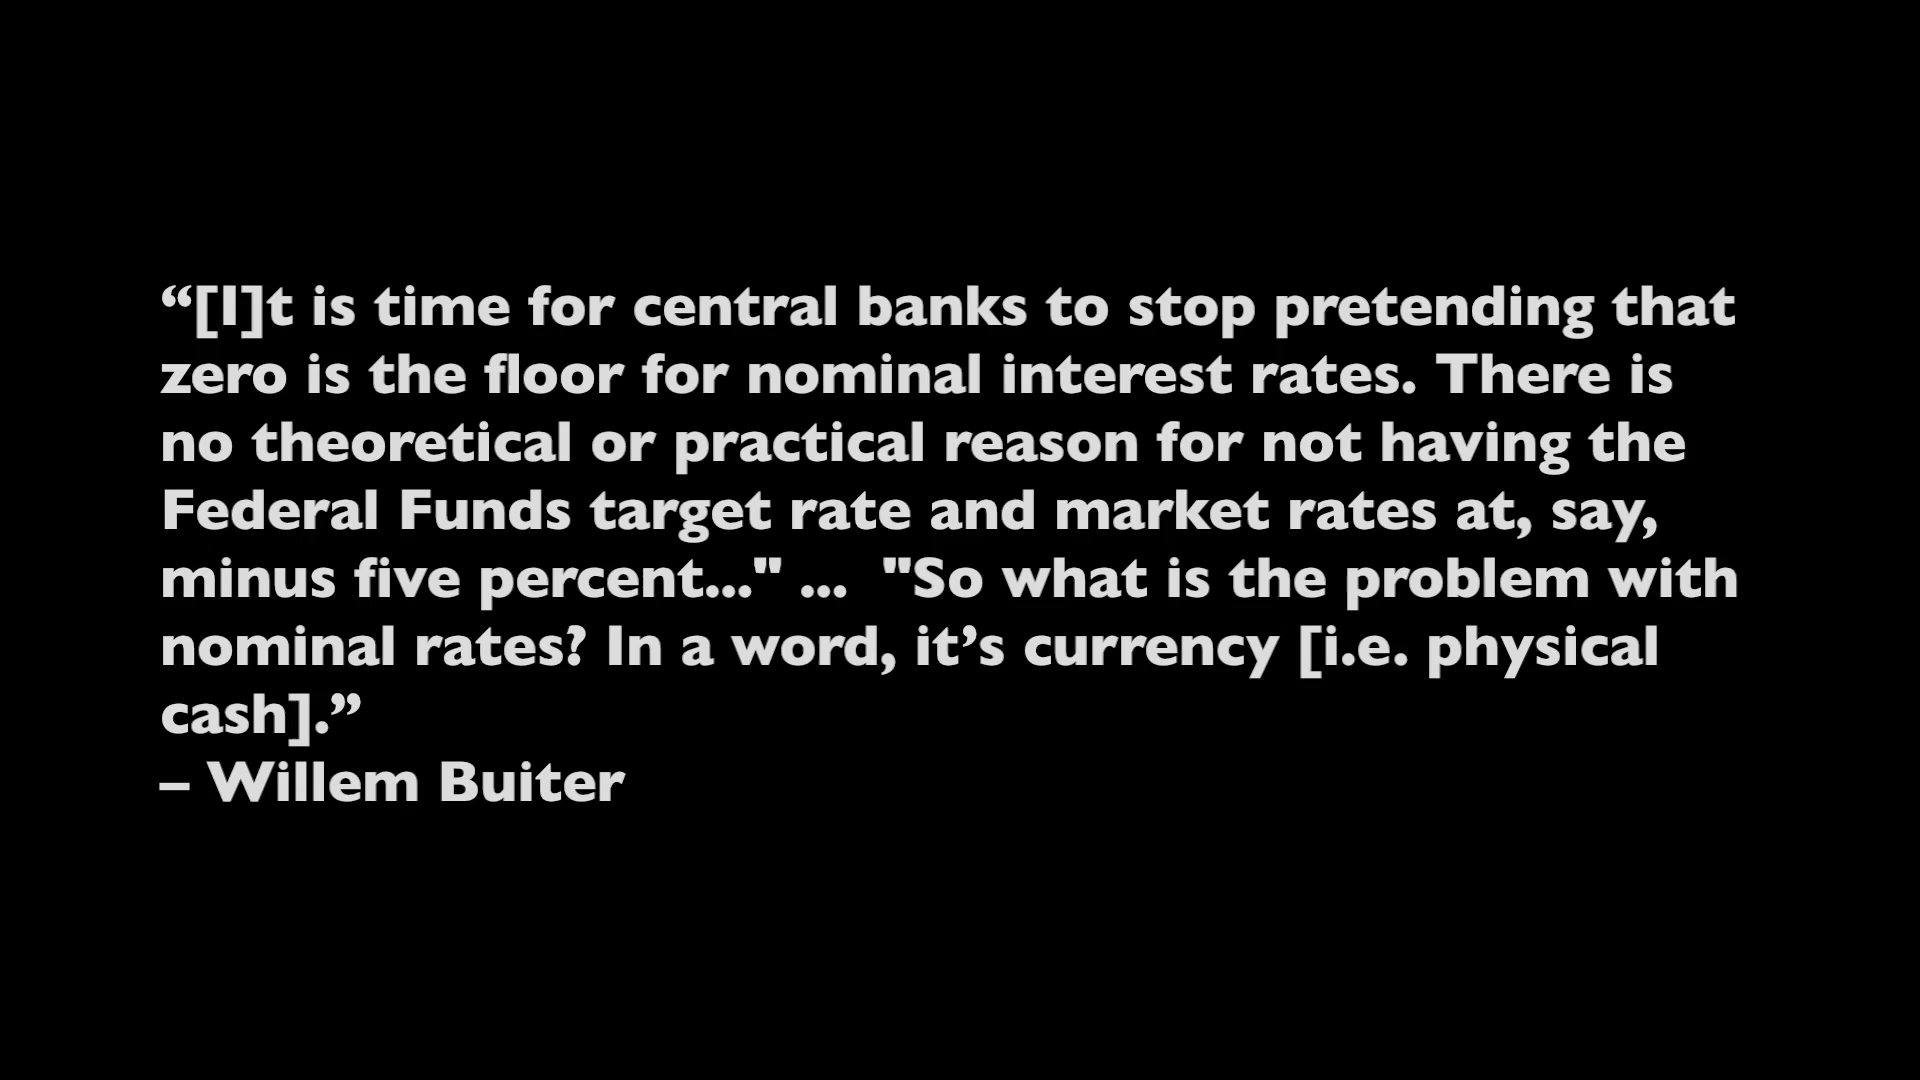 “[I]t is time for central banks to stop pretending that
zero is the floor for nominal interest rates. There is
no theoretical or practical reason for not having the
Federal Funds target rate and market rates at, say,
minus five percent..." ...  "So what is the problem with
nominal rates? In a word, it’s currency [i.e. physical
cash].”
– Willem Buiter